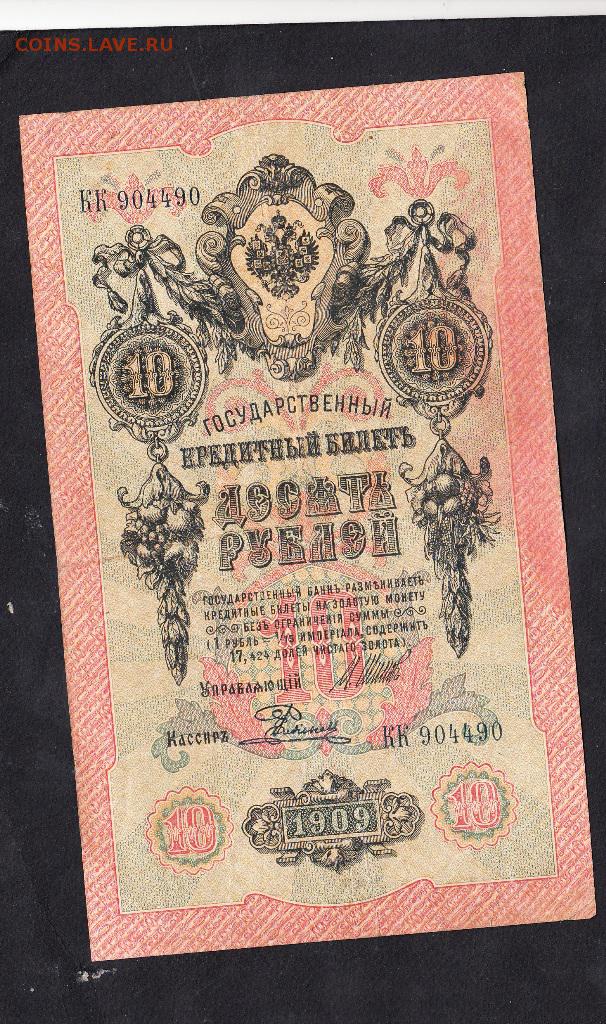 COINS.LAVE.RU
КК 904490
10
10
ГОСУДАРСТВЕННЫЙ
КРЕДИТНЫЙ БИЛЕТЪ
ДЕСЯТЬ
РУБЛЕЙ
ГОСУДАРСТВЕННЫЙ БАНКЪ РАЗМѢНИВАЕТЪ
КРЕДИТНЫЕ БИЛЕТЫ НА ЗОЛОТУЮ МОНЕТУ
БЕЗЪ ОГРАНИЧЕНІЯ СУММЫ
(1 РУБЛЬ = 1/15 ИМПЕРІАЛА, СОДЕРЖИТЪ
17,424 ДОЛЕЙ ЧИСТАГО ЗОЛОТА).
10
УПРАВЛЯЮЩІЙ
КАССИРЪ
КК 904490
10
1909
10